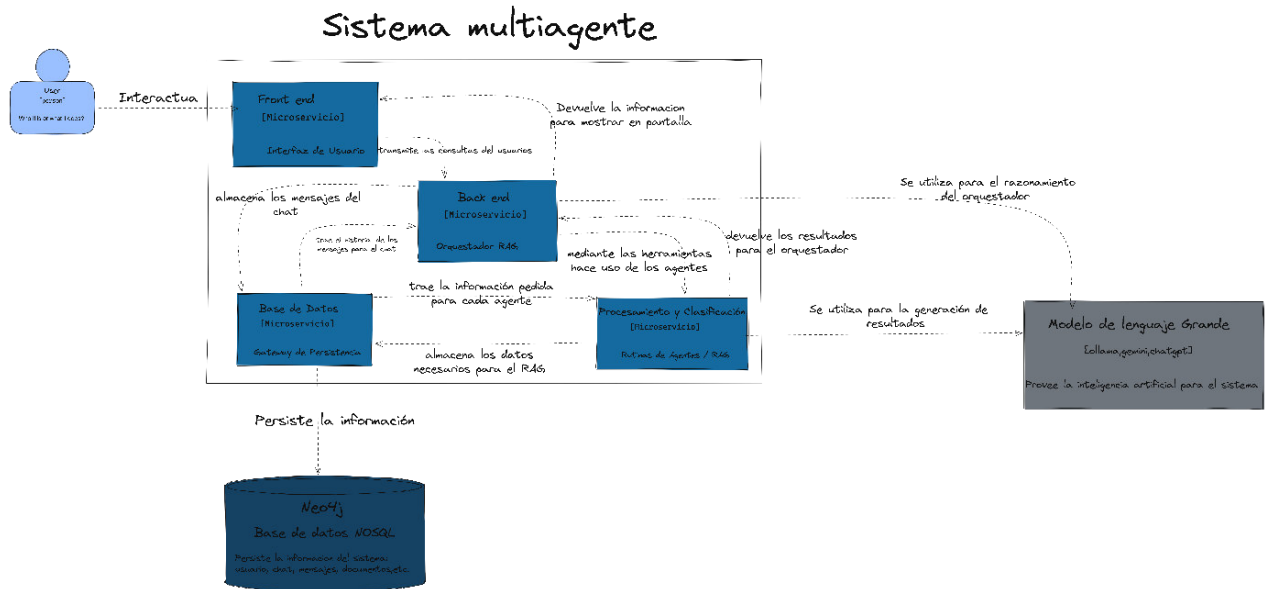 Sistema multiagente
User
"person"
Interactua
Front end
[Microservicio]
Interfaz de Usuario
Devuelve la informacion
para mostrar en pantalla
transmite las consultas del usuarios
almacena los mensajes del
chat
Back end
[Microservicio]
Orquestador RAG
Se utiliza para el razonamiento
del orquestador
Trae el historial de los
mensajes para el chat
mediante las herramientas
hace uso de los agentes
devuelve los resultados
para el orquestador
trae la información pedida
para cada agente
Base de Datos
[Microservicio]
Gateway de Persistencia
Procesamiento y Clasificación
[Microservicio]
Rutinas de Agentes / RAG
Se utiliza para la generación de
resultados
Modelo de lenguaje Grande
[ollama,gemini,chatgpt]
Provee la inteligencia artificial para el sistema
almacena los datos
necesarios para el RAG
Persiste la información
Neo4j
Base de datos NOSQL
Persiste la informacion del sistema:
usuario, chat, mensajes, documentos,etc.